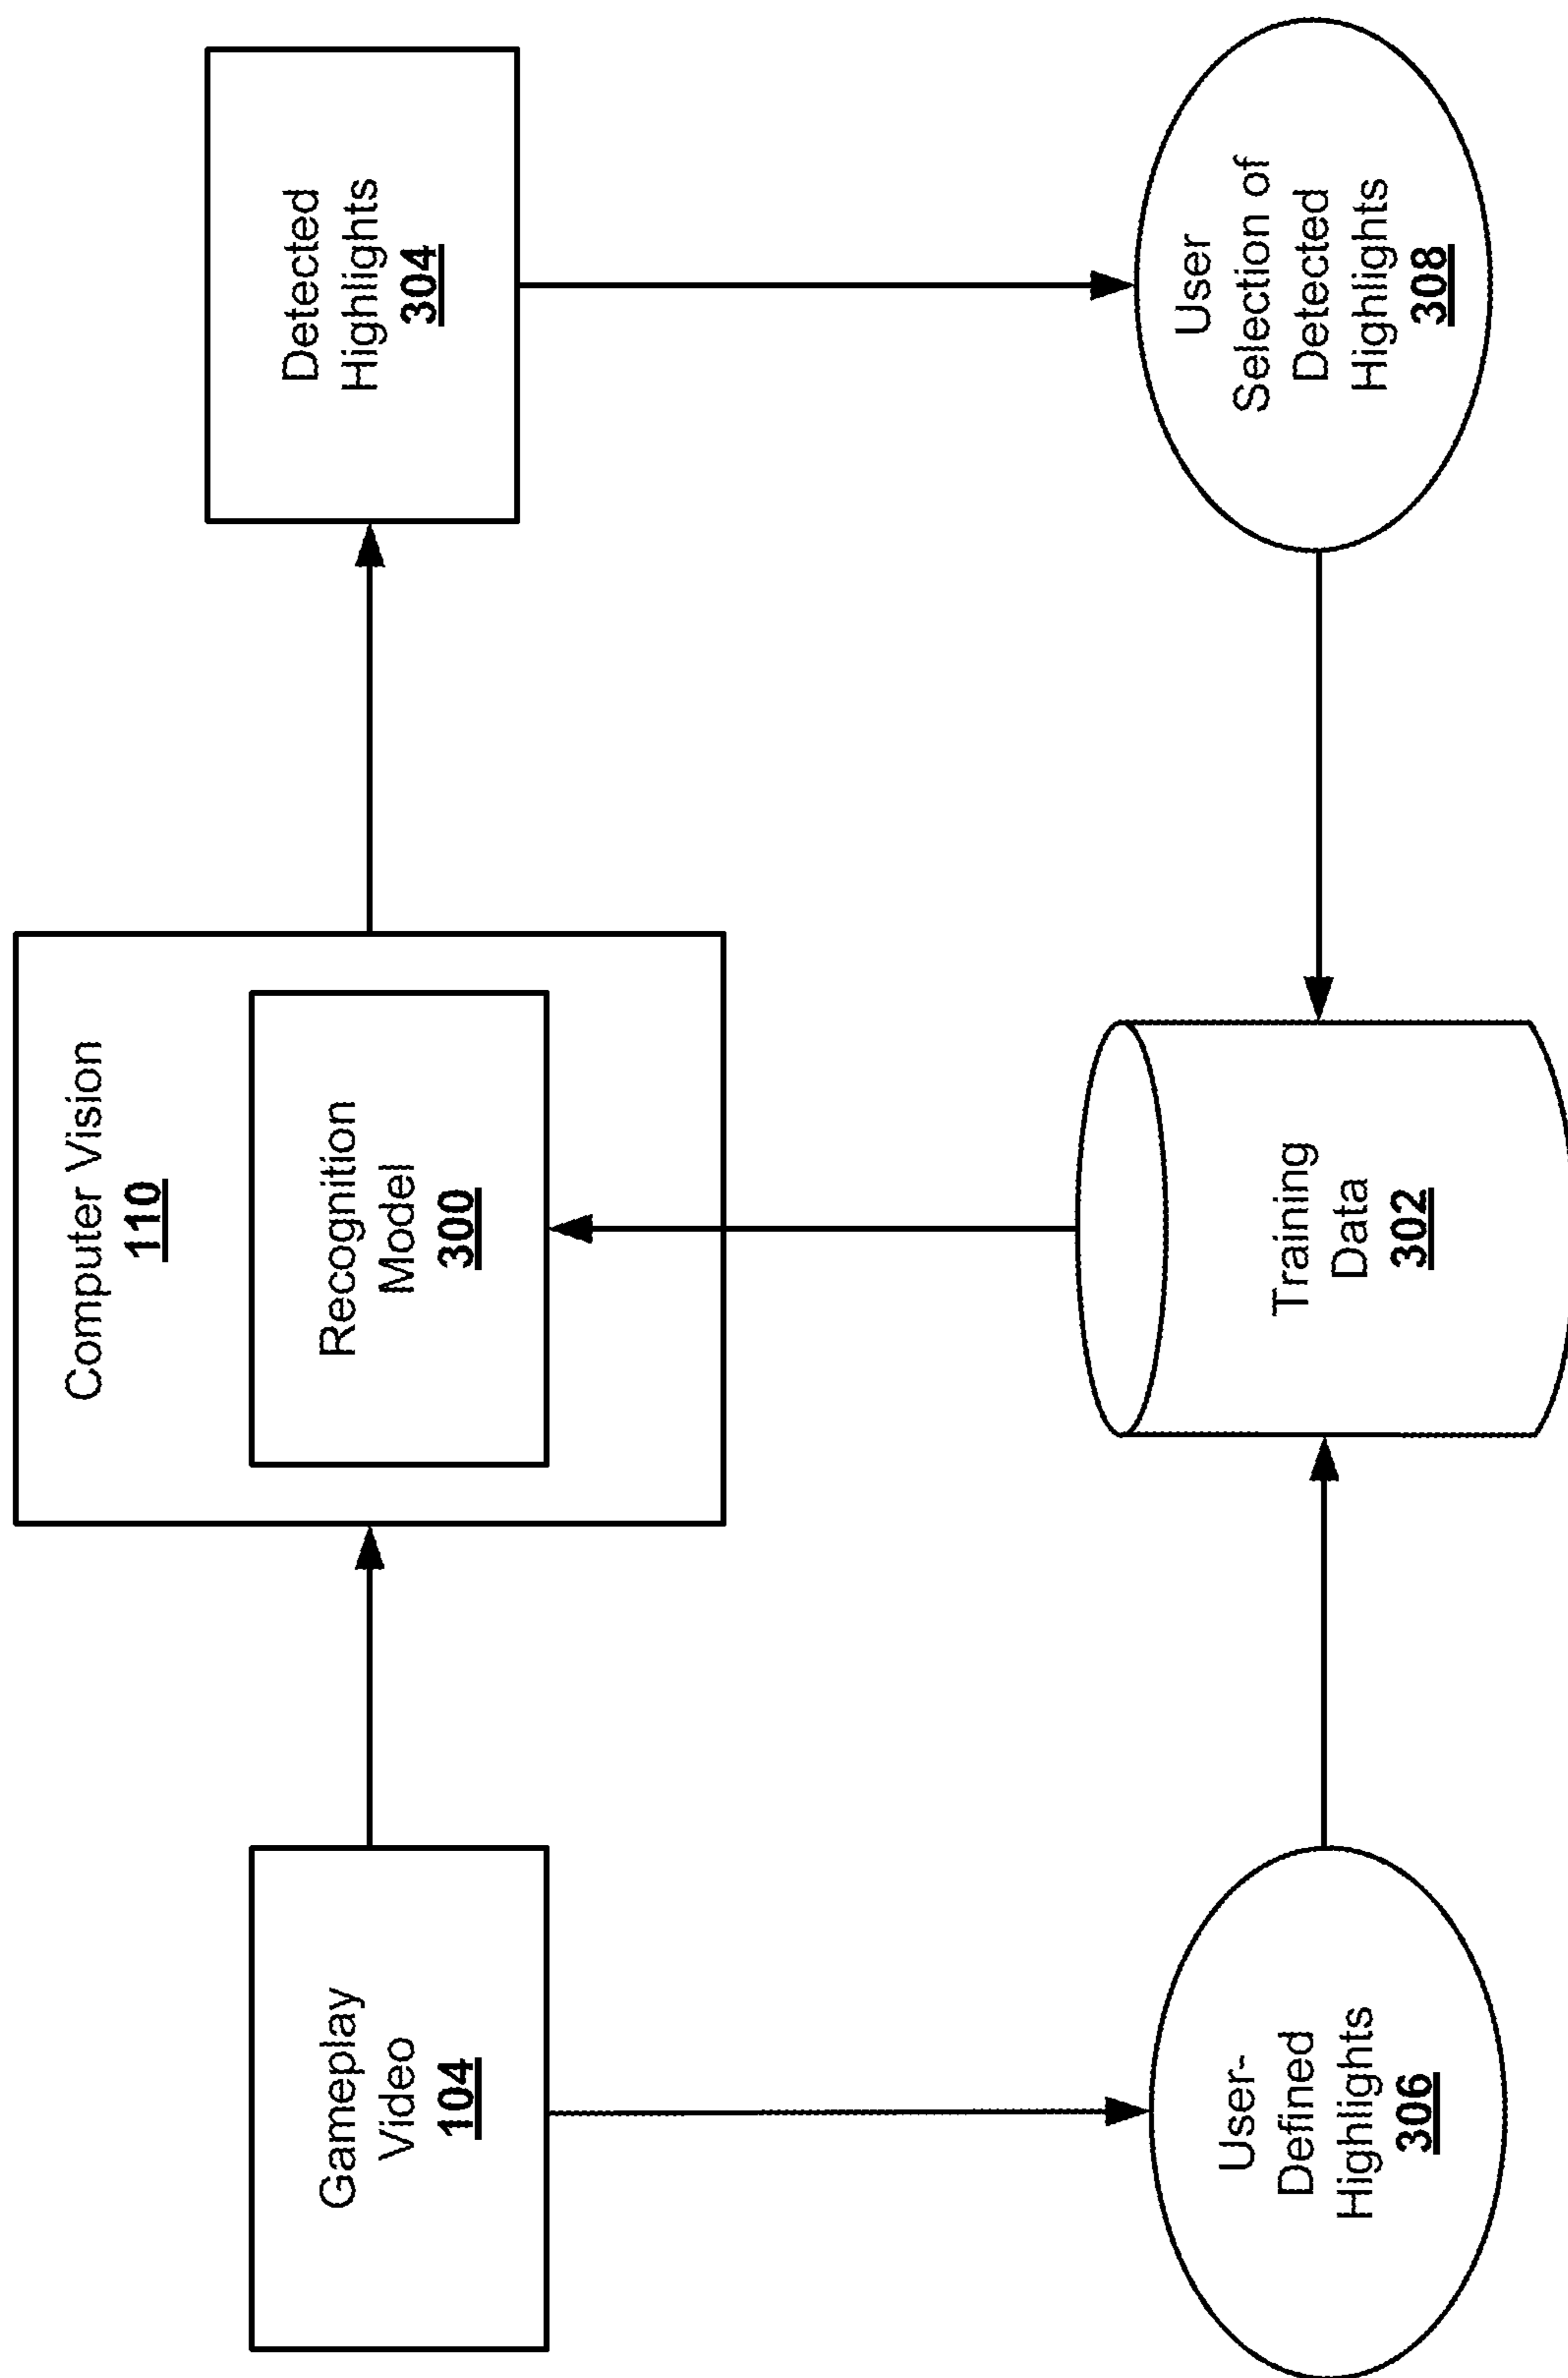 Computer Vision
110
Gameplay
Video
104
Recognition
Model
300
Detected
Highlights
304
User-
Defined
Highlights
306
Training
Data
302
User
Selection of
Detected
Highlights
308